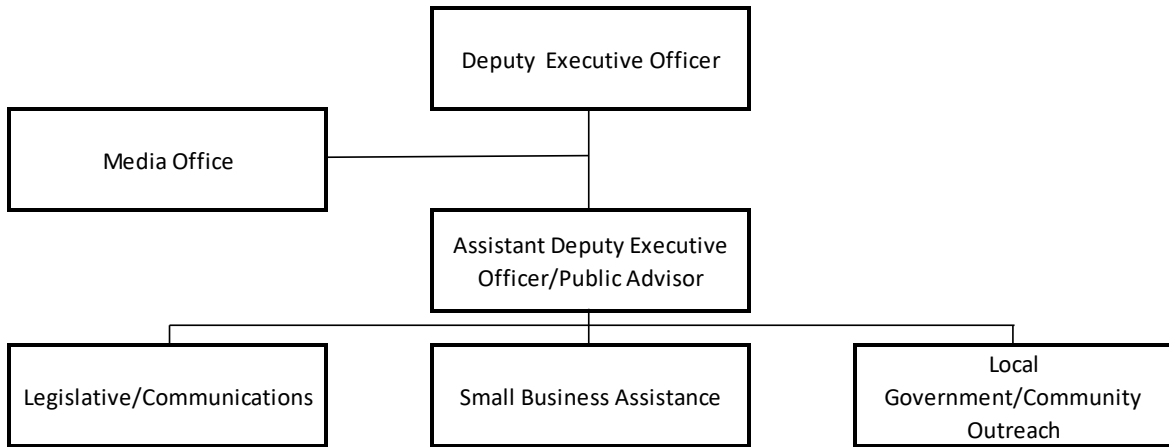 Deputy  Executive Officer
Media Office
Assistant Deputy Executive
Officer/Public Advisor
Legislative/Communications
Small Business Assistance
Local
Government/Community
Outreach